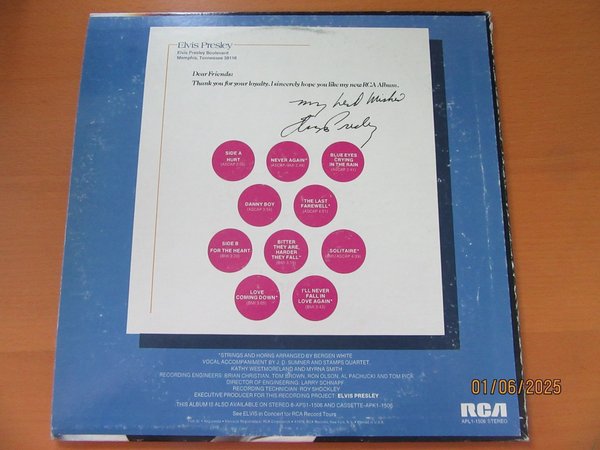 Elvis Presley
Elvis Presley Boulevard
Memphis, Tennessee 38116
Dear Friends:
Thank you for your loyalty. I sincerely hope you like my new RCA Album.
my best Wishes
Elvis Presley
SIDE A
HURT
NEVER AGAIN*
BLUE EYES
CRYING
IN THE RAIN
DANNY BOY
*THE LAST
FAREWELL*
SIDE B
FOR THE HEART
BITTER
THEY ARE,
HARDER
THEY FALL*
SOLITAIRE*
LOVE
COMING DOWN*
I'LL NEVER
FALL IN
LOVE AGAIN*
*STRINGS AND HORNS ARRANGED BY BERGEN WHITE
VOCAL ACCOMPANIMENT BY J. D. SUMNER AND STAMPS QUARTET,
KATHY WESTMORELAND AND MYRNA SMITH
RECORDING ENGINEERS: BRIAN CHRISTIAN, TOM BROWN, RON OLSON, AL PACHUCKI AND TOM PICK
DIRECTOR OF ENGINEERING: LARRY SCHNAPF
RECORDING TECHNICIAN: ROY SHOCKLEY
EXECUTIVE PRODUCER FOR THIS RECORDING PROJECT: ELVIS PRESLEY
THIS ALBUM IS ALSO AVAILABLE ON STEREO 8-APS1-1506 AND CASSETTE-APK1-1506
See ELVIS in Concert for RCA Record Tours
RCA
APL1-1506 STEREO
01/06/2025